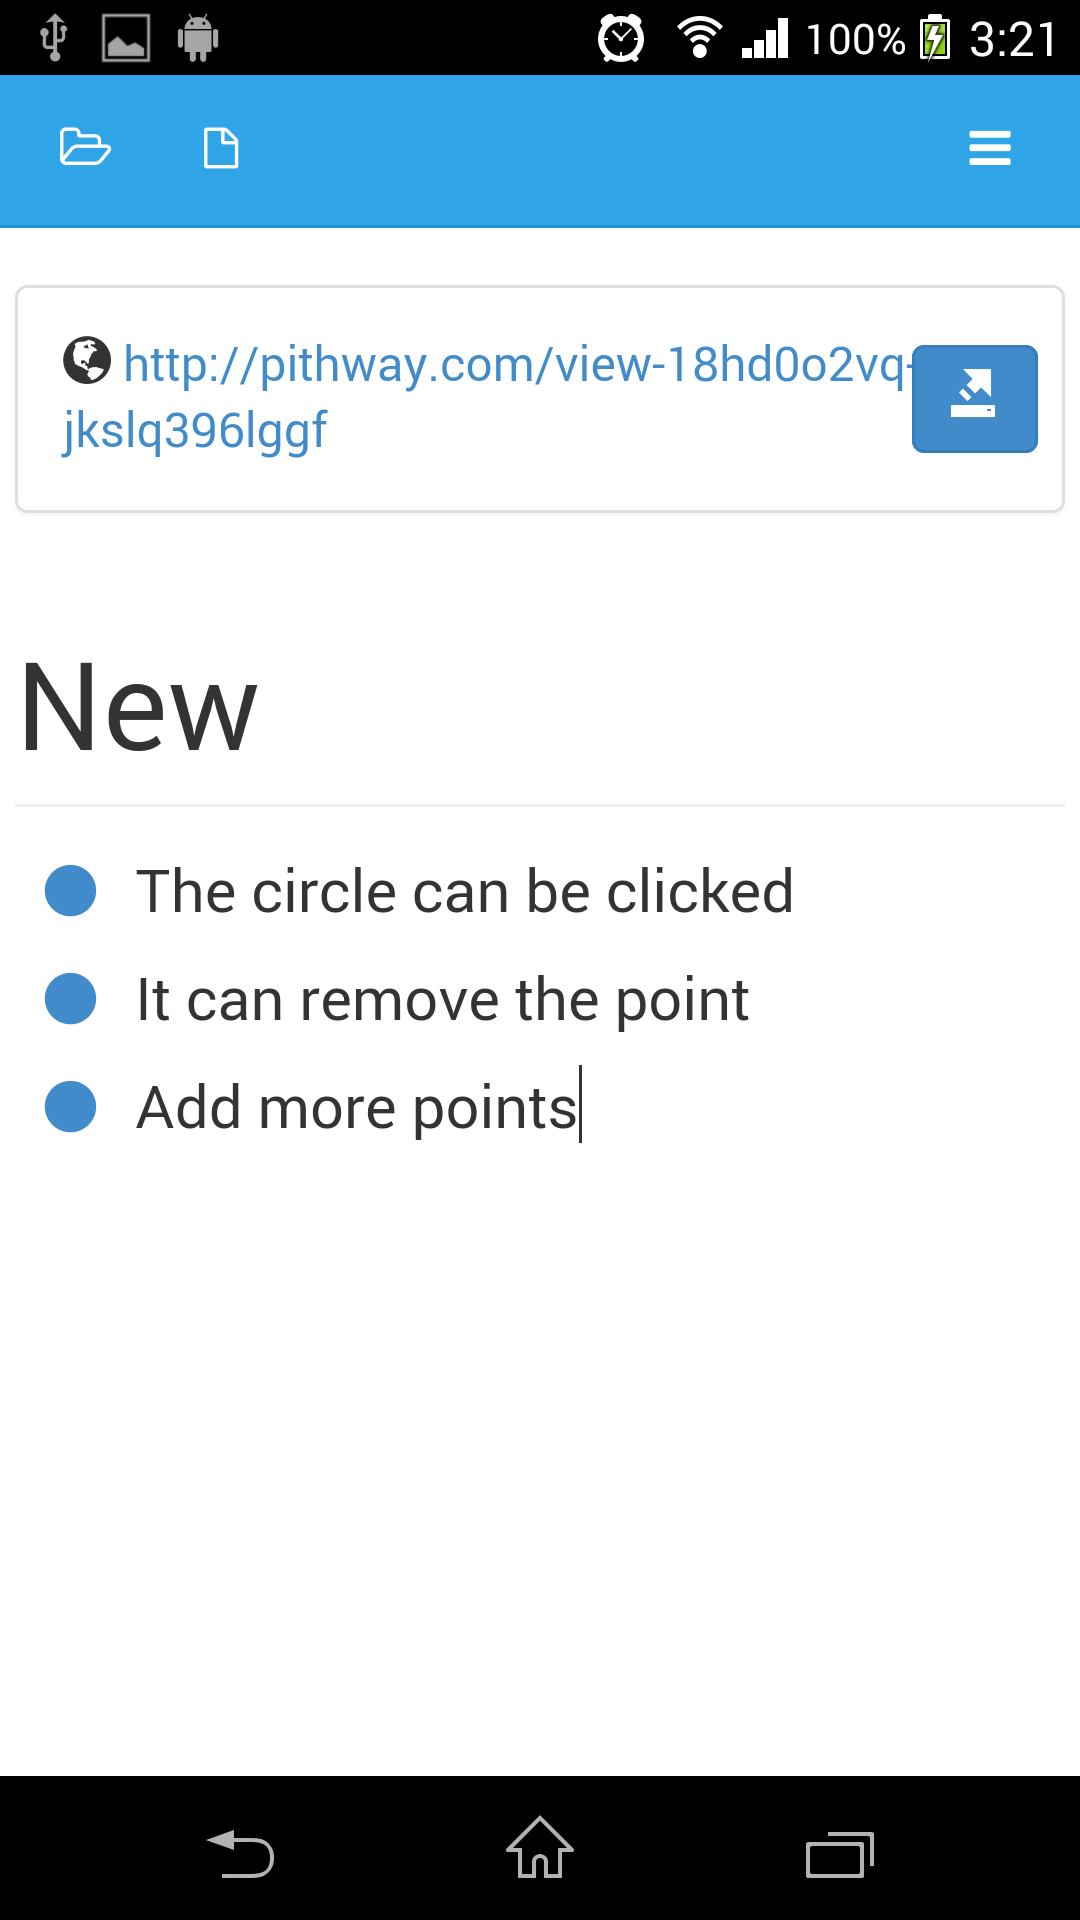 100% 3:21
http://pithway.com/view-18hd0o2vq-
jkslq396lggf
New
The circle can be clicked
It can remove the point
Add more points